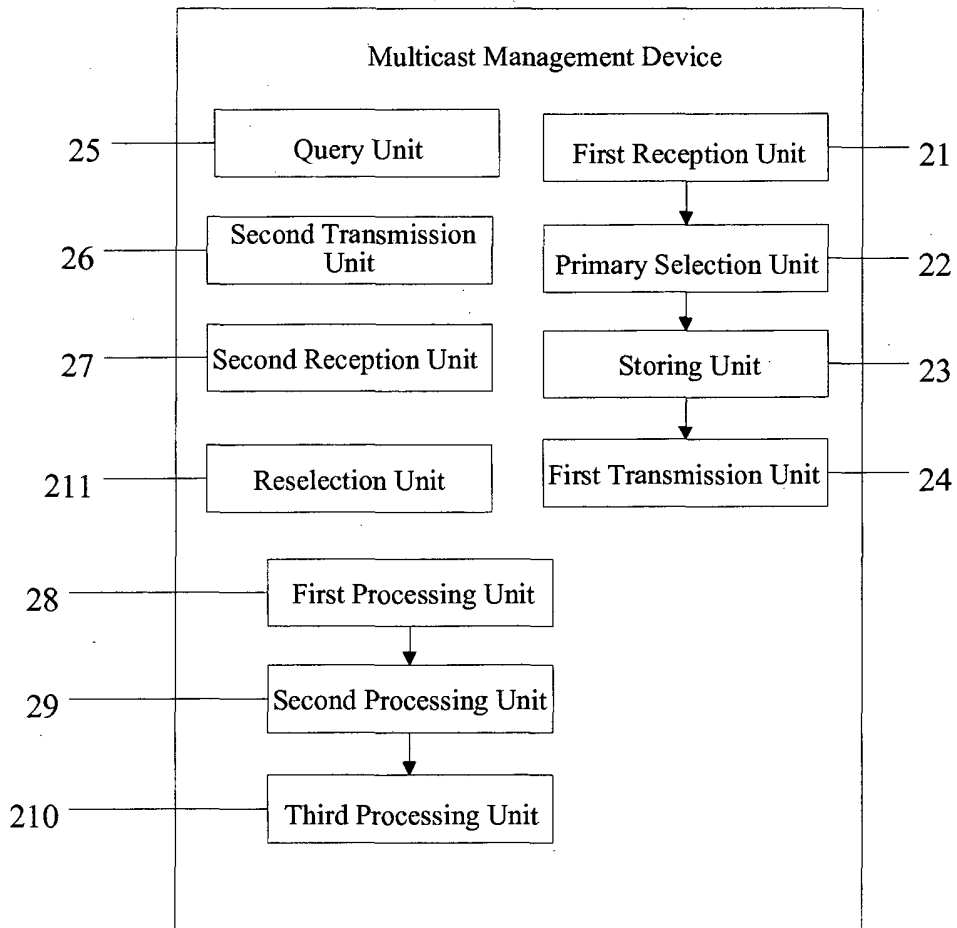 Multicast Management Device
25
Query Unit
First Reception Unit
21
26
Second Transmission
Unit
Primary Selection Unit
22
27
Second Reception Unit
Storing Unit
23
211
Reselection Unit
First Transmission Unit
24
28
First Processing Unit
29
Second Processing Unit
210
Third Processing Unit